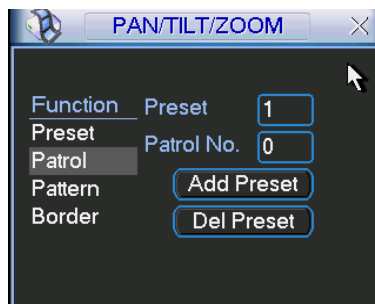 PAN/TILT/ZOOM
Function
Preset
Patrol
Pattern
Border
Preset 1
Patrol No. 0
Add Preset
Del Preset